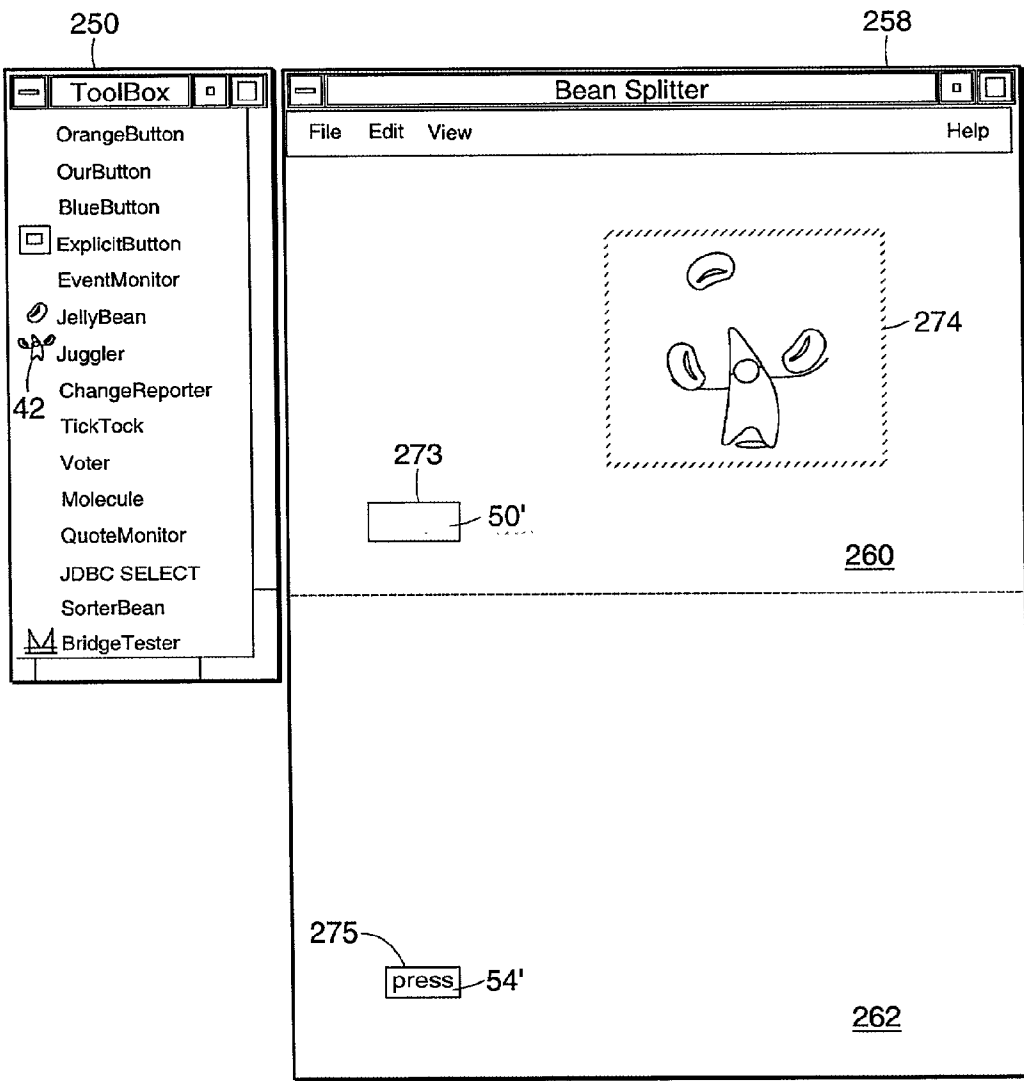 250
258
ToolBox
Bean Splitter
File Edit View Help
OrangeButton
OurButton
BlueButton
ExplicitButton
EventMonitor
JellyBean
Juggler
42
ChangeReporter
TickTock
Voter
Molecule
QuoteMonitor
JDBC SELECT
SorterBean
BridgeTester
274
273
50'
260
275
press
54'
262